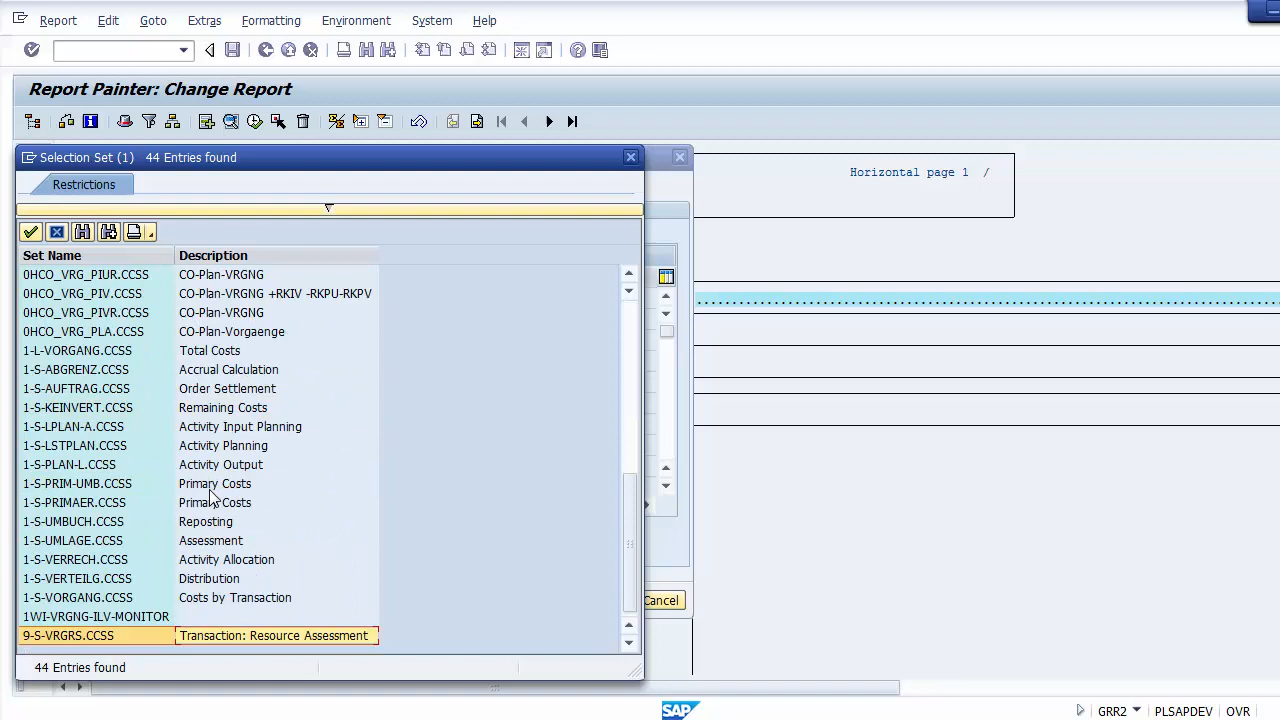 Report Edit Goto Extras Formatting Environment System Help
Report Painter: Change Report
Selection Set (1) 44 Entries found
Restrictions
Horizontal page 1 /
Set Name Description
0HCO_VRG_PIUR.CCSS CO-Plan-VRGNG
0HCO_VRG_PIV.CCSS CO-Plan-VRGNG +RKIV -RKPU-RKPV
0HCO_VRG_PIVR.CCSS CO-Plan-VRGNG
0HCO_VRG_PLA.CCSS CO-Plan-Vorgaenge
1-L-VORGANG.CCSS Total Costs
1-S-ABGRENZ.CCSS Accrual Calculation
1-S-AUFTRAG.CCSS Order Settlement
1-S-KEINVERT.CCSS Remaining Costs
1-S-LPLAN-A.CCSS Activity Input Planning
1-S-LSTPLAN.CCSS Activity Planning
1-S-PLAN-L.CCSS Activity Output
1-S-PRIM-UMB.CCSS Primary Costs
1-S-PRIMAER.CCSS Primary Costs
1-S-UMBUCH.CCSS Reposting
1-S-UMLAGE.CCSS Assessment
1-S-VERRECH.CCSS Activity Allocation
1-S-VERTEILG.CCSS Distribution
1-S-VORGANG.CCSS Costs by Transaction
Cancel
1WI-VRGNG-ILV-MONITOR
9-S-VRGRS.CCSS Transaction: Resource Assessment
44 Entries found
SAP
GRR2 PLSAPDEV OVR